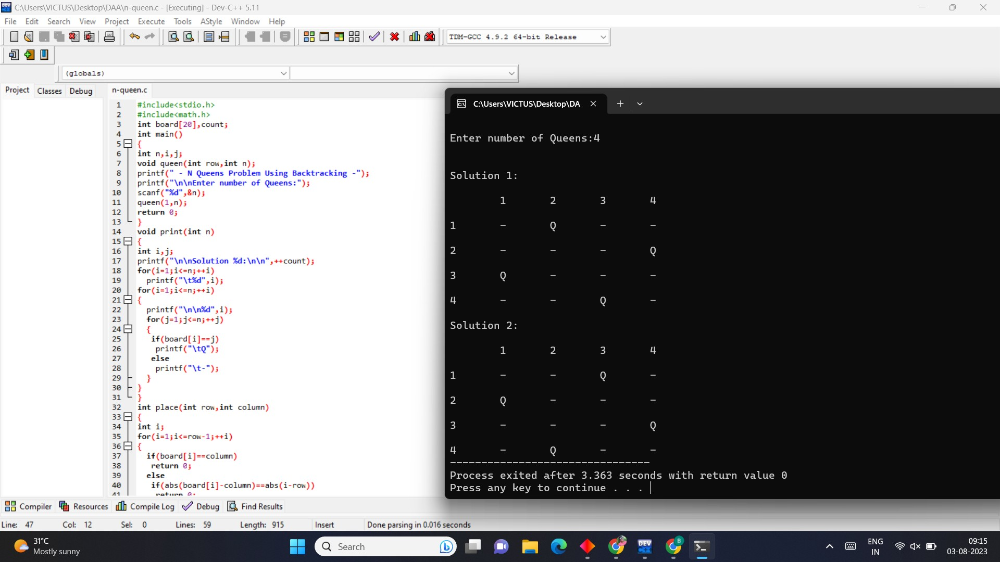 C:\Users\VICTUS\Desktop\DAA\n-queen.c - [Executing] - Dev-C++ 5.11
File Edit Search View Project Execute Tools AStyle Window Help
TDM-GCC 4.9.2 64-bit Release
(globals)
Project Classes Debug
n-queen.c
1 #include<stdio.h>
2 #include<math.h>
3 int board[20],count;
4 int main()
5 {
6 int n,i,j;
7 void queen(int row,int n);
8 printf(" - N Queens Problem Using Backtracking -");
9 printf("\n\nEnter number of Queens:");
10 scanf("%d",&n);
11 queen(1,n);
12 return 0;
13 }
14 void print(int n)
15 {
16 int i,j;
17 printf("\n\nSolution %d:\n\n",++count);
18 for(i=1;i<=n;++i)
19 printf("\t%d",i);
20 for(i=1;i<=n;++i)
21 {
22 printf("\n\n%d",i);
23 for(j=1;j<=n;++j)
24 {
25 if(board[i]==j)
26 printf("\tQ");
27 else
28 printf("\t-");
29 }
30 }
31 }
32 int place(int row,int column)
33 {
34 int i;
35 for(i=1;i<=row-1;++i)
36 {
37 if(board[i]==column)
38 return 0;
39 else
40 if(abs(board[i]-column)==abs(i-row))
41 return 0;
C:\Users\VICTUS\Desktop\DA
Enter number of Queens:4
Solution 1:
1 2 3 4
1 - Q - -
2 - - - Q
3 Q - - -
4 - - Q -
Solution 2:
1 2 3 4
1 - - Q -
2 Q - - -
3 - - - Q
4 - Q - -
--------------------------------
Process exited after 3.363 seconds with return value 0
Press any key to continue . . .
Compiler Resources Compile Log Debug Find Results
Line: 47 Col: 12 Sel: 0 Lines: 59 Length: 915 Insert Done parsing in 0.016 seconds
31°C
Mostly sunny
Search
DEV
B
ENG
IN
09:15
03-08-2023